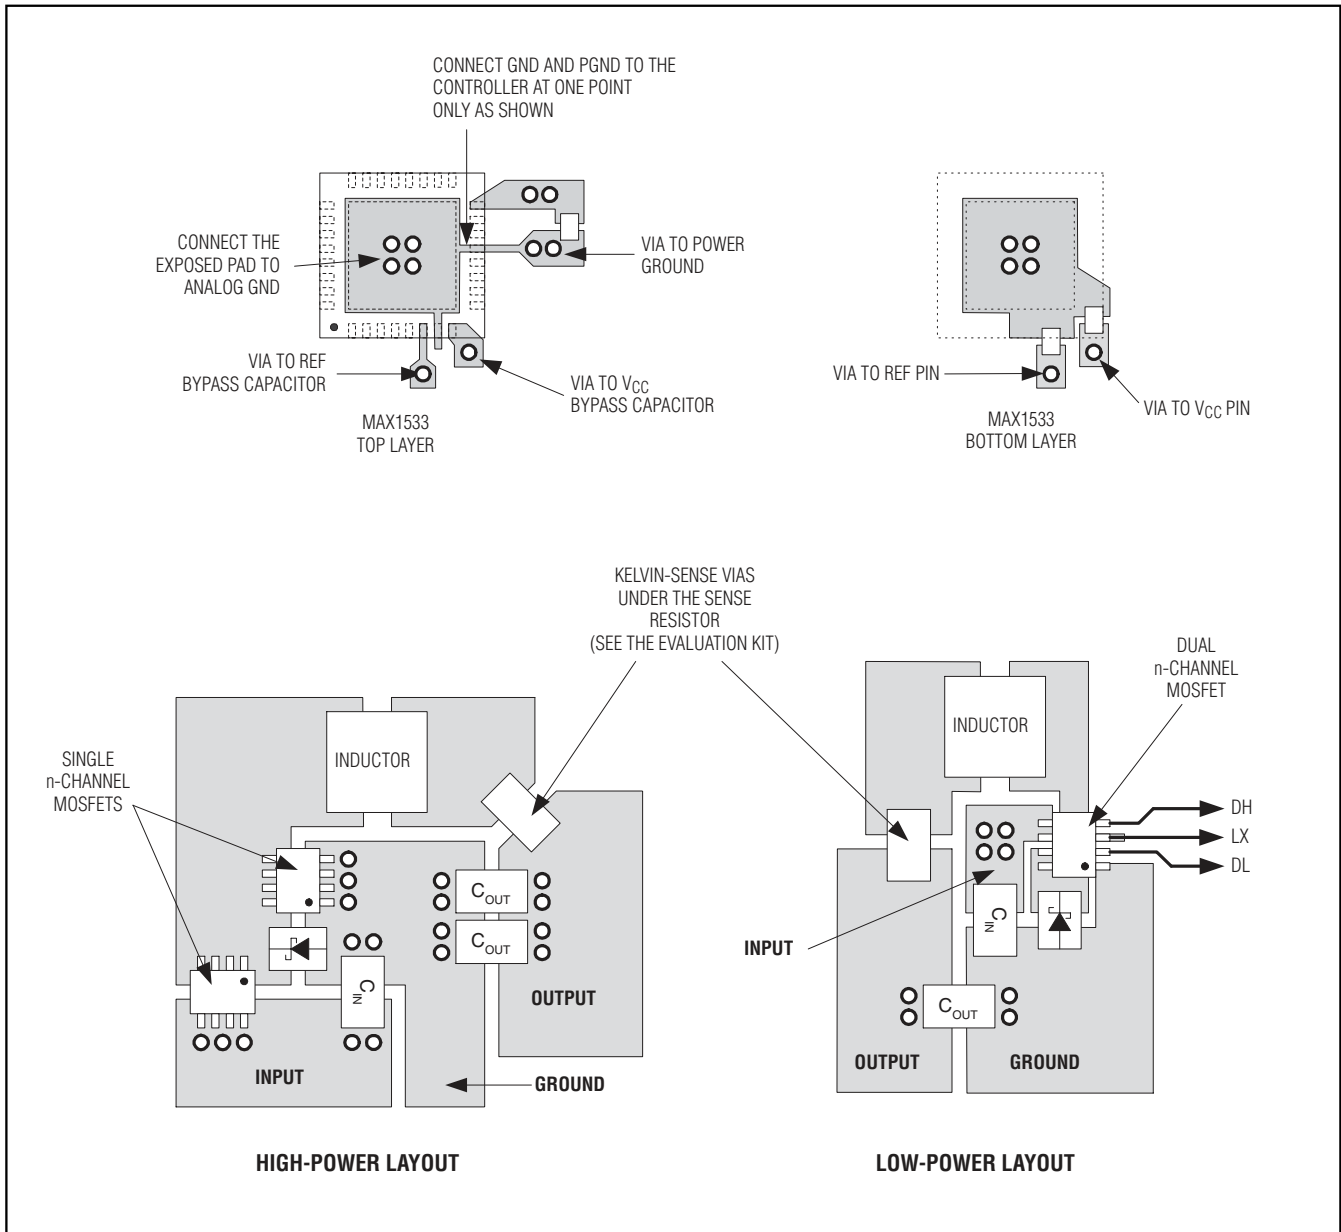 CONNECT GND AND PGND TO THE
CONTROLLER AT ONE POINT
ONLY AS SHOWN
CONNECT THE
EXPOSED PAD TO
ANALOG GND
VIA TO POWER
GROUND
VIA TO REF
BYPASS CAPACITOR
VIA TO VCC
BYPASS CAPACITOR
MAX1533
TOP LAYER
VIA TO REF PIN
VIA TO VCC PIN
MAX1533
BOTTOM LAYER
KELVIN-SENSE VIAS
UNDER THE SENSE
RESISTOR
(SEE THE EVALUATION KIT)
DUAL
n-CHANNEL
MOSFET
SINGLE
n-CHANNEL
MOSFETS
INDUCTOR
COUT
COUT
CIN
OUTPUT
INPUT
GROUND
HIGH-POWER LAYOUT
INDUCTOR
DH
LX
DL
CIN
INPUT
COUT
OUTPUT
GROUND
LOW-POWER LAYOUT